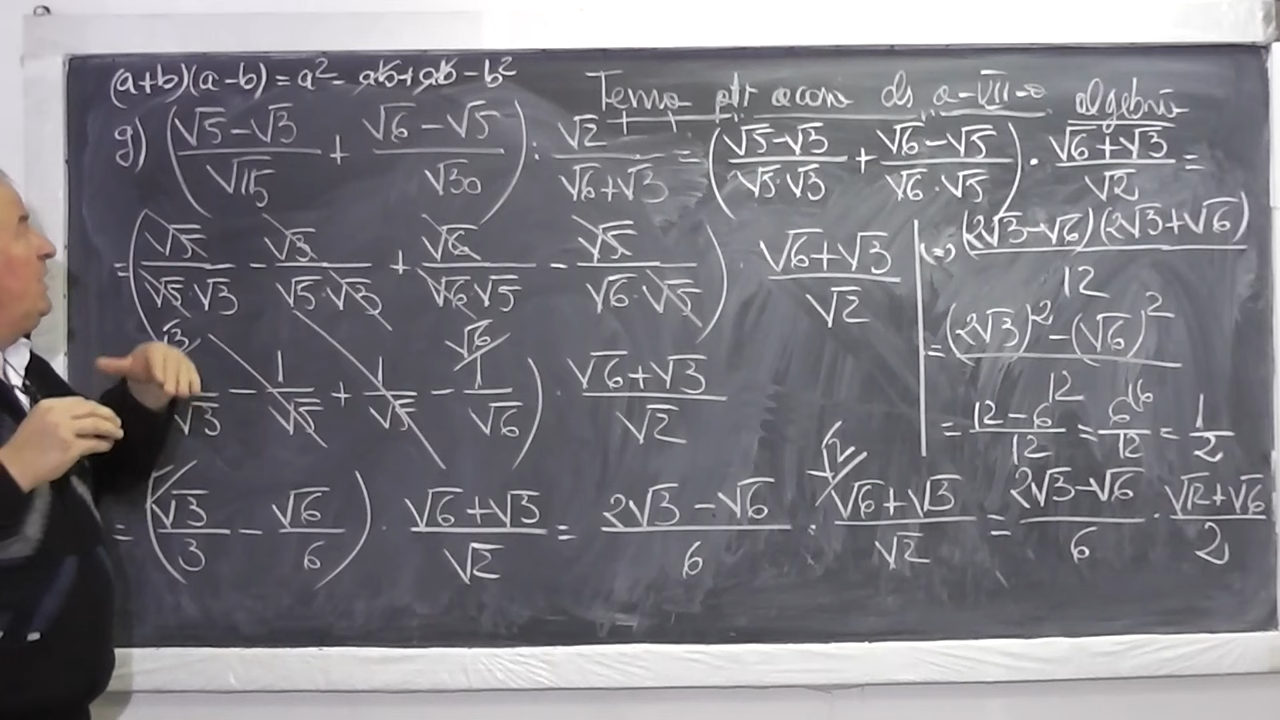 (a+b)(a-b) = a² - ab + ab - b²
Tema ptr acasă ds a-VII-a algebră
g) ((√5-√3)/√15 + (√6-√5)/√30) : √2/(√6+√3) = ((√5-√3)/(√5·√3) + (√6-√5)/(√6·√5)) · (√6+√3)/√2 =
= (√5/(√5·√3) - √3/(√5·√3) + √6/(√6·√5) - √5/(√6·√5)) · (√6+√3)/√2
√3 - 1/√5 + 1/√5 - √6 1/√6) · (√6+√3)/√2
= (√3/3 - √6/6) · (√6+√3)/√2 = (2√3-√6)/6 · √2 (√6+√3)/√2 = (2√3-√6)/6 · (√12+√6)/2
(=) (2√3-√6)(2√3+√6)/12
= ((2√3)²-(√6)²)/12
= (12-6)/12 = 6/12 = 1/2